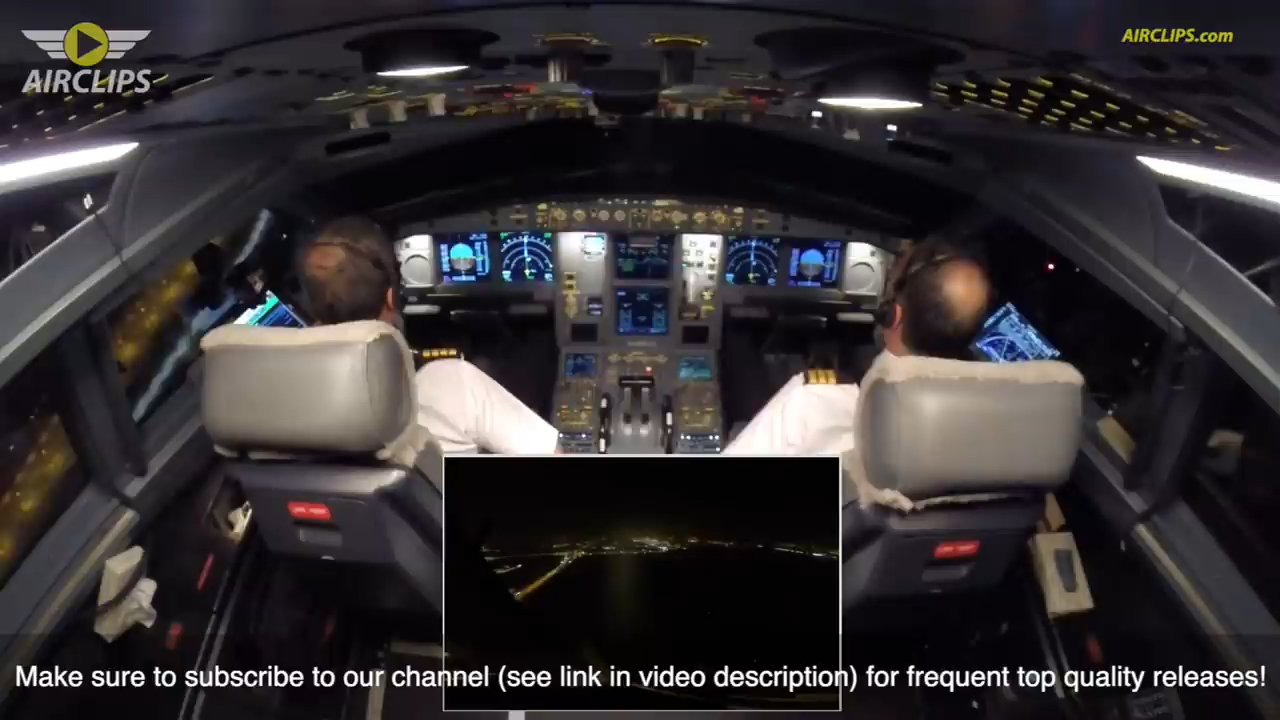 AIRCLIPS
AIRCLIPS.com
Make sure to subscribe to our channel (see link in video description) for frequent top quality releases!